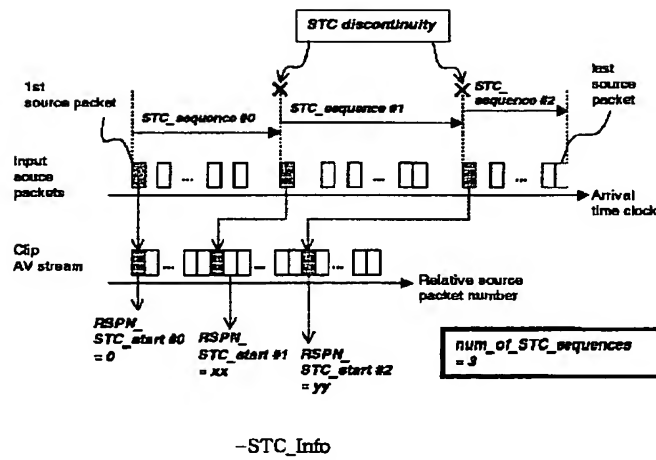 STC discontinuity
1st
source packet
STC_sequence #0
STC_sequence #1
STC_
sequence #2
last
source
packet
Input
source
packets
...
...
...
Arrival
time clock
Clip
AV stream
...
...
...
Relative source
packet number
RSPN_
STC_start #0
= 0
RSPN_
STC_start #1
= xx
RSPN_
STC_start #2
= yy
num_of_STC_sequences
= 3
–STC_Info